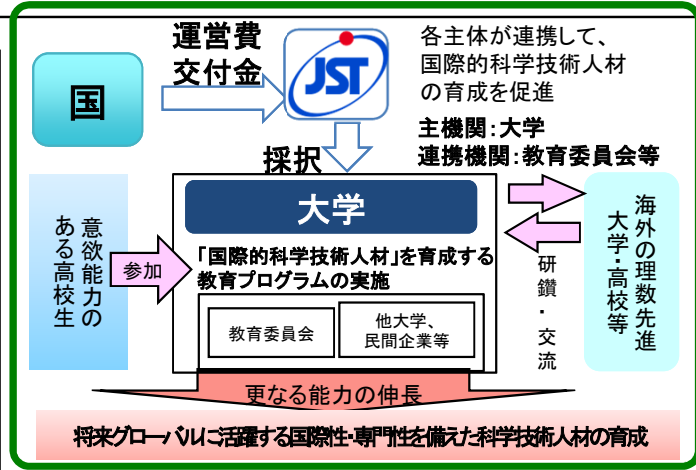 国
運営費
交付金
JST
各主体が連携して、
国際的科学技術人材
の育成を促進
主機関：大学
連携機関：教育委員会等
採択
意欲能力の
ある高校生
参加
大学
「国際的科学技術人材」を育成する
教育プログラムの実施
教育委員会
他大学、
民間企業等
研鑽・交流
海外の理数先進
大学・高校等
更なる能力の伸長
将来グローバルに活躍する国際性・専門性を備えた科学技術人材の育成